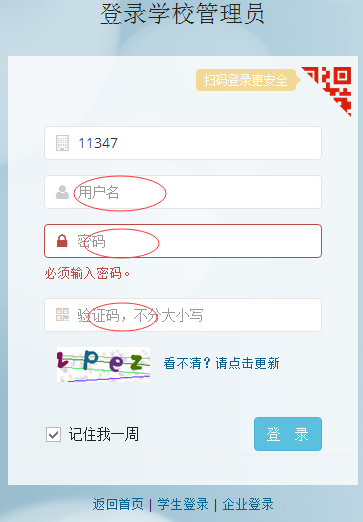 登录学校管理员
扫码登录更安全
11347
用户名
密码
必须输入密码。
验证码，不分大小写
LPez
看不清？请点击更新
记住我一周
登 录
返回首页 | 学生登录 | 企业登录